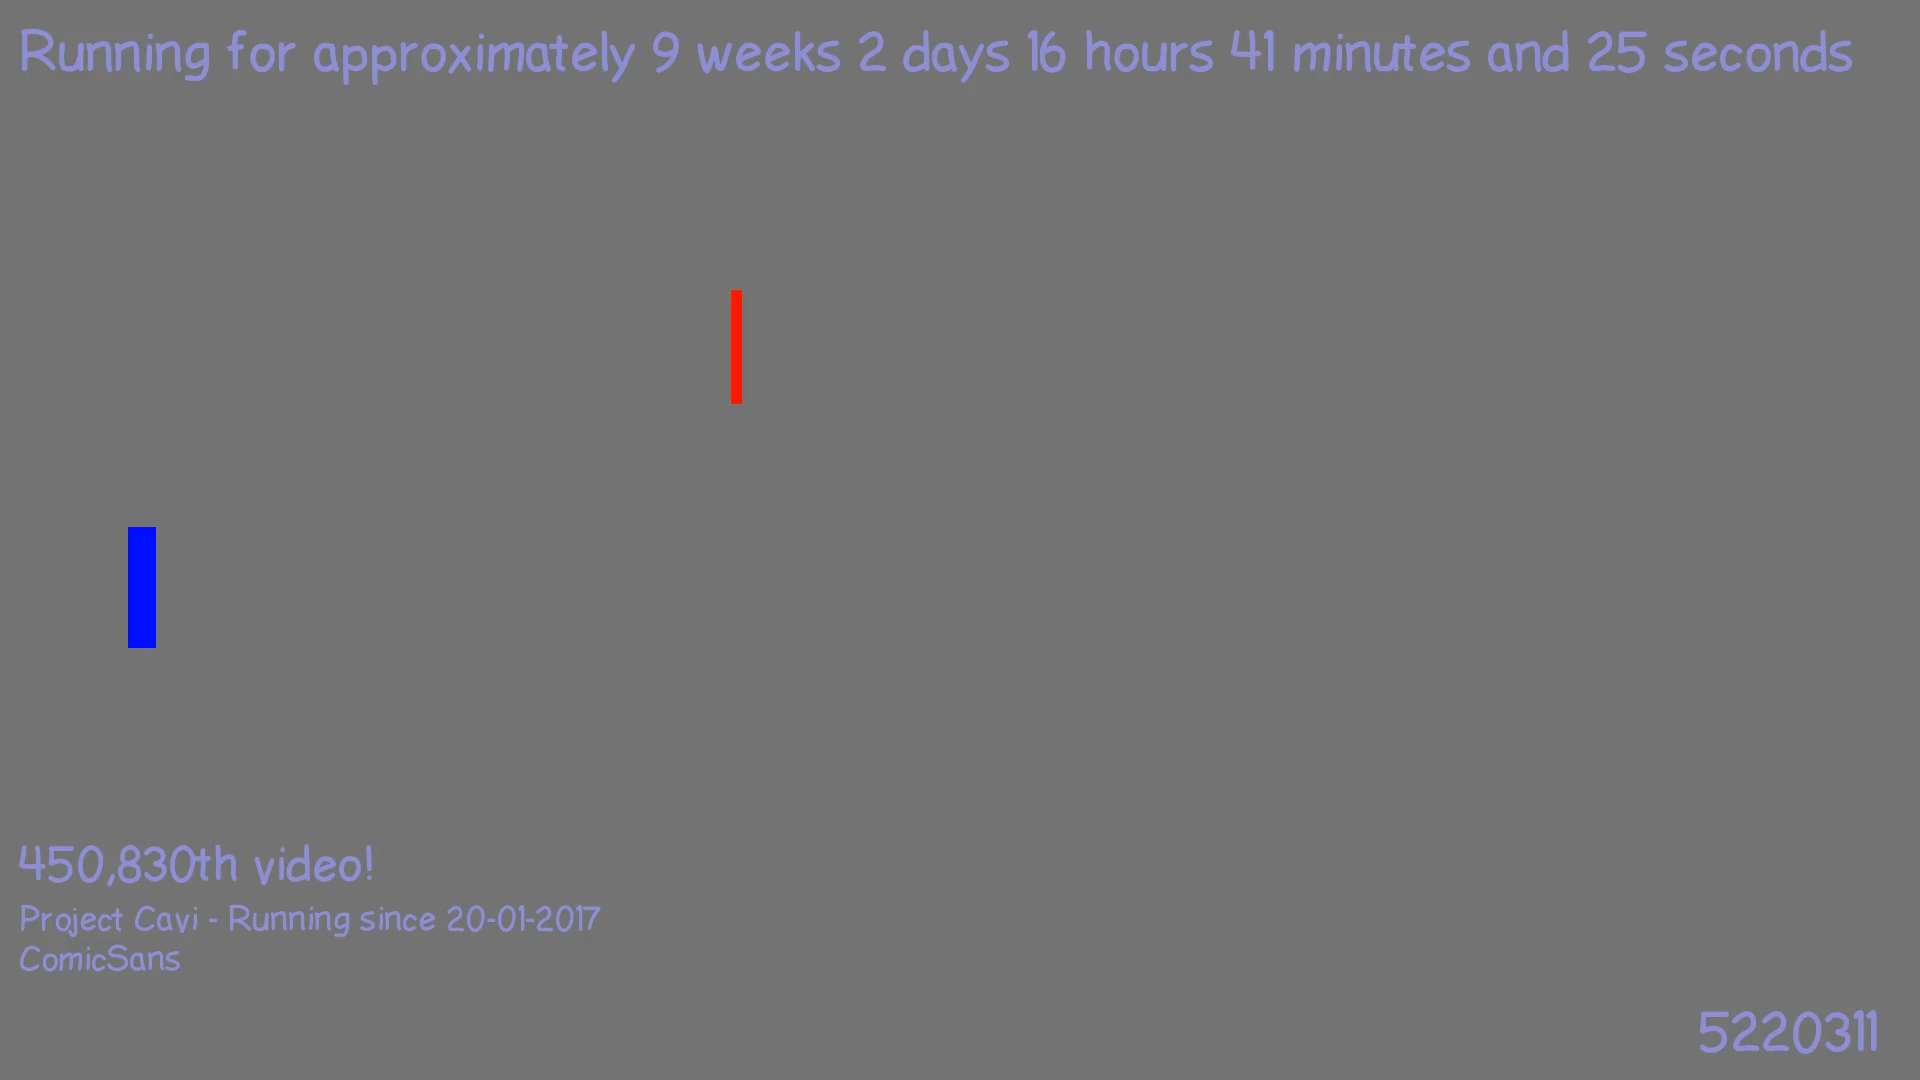 Running for approximately 9 weeks 2 days 16 hours 41 minutes and 25 seconds
450,830th video!
Project Cavi - Running since 20-01-2017
ComicSans
5220311